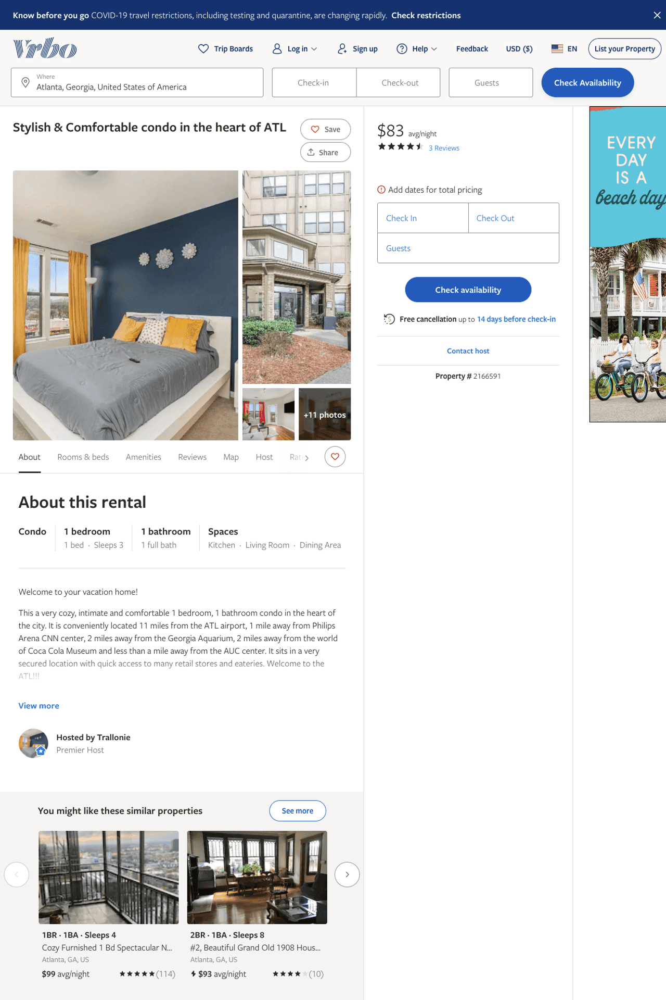 Know before you go COVID-19 travel restrictions, including testing and quarantine, are changing rapidly. Check restrictions
Vrbo
Trip Boards
Log in
Sign up
Help
Feedback
USD ($)
EN
List your Property
Where
Atlanta, Georgia, United States of America
Check-in
Check-out
Guests
Check Availability
Stylish & Comfortable condo in the heart of ATL
Save
Share
+11 photos
$83 avg/night
3 Reviews
Add dates for total pricing
Check In
Check Out
Guests
Check availability
Free cancellation up to 14 days before check-in
Contact host
Property # 2166591
EVERY
DAY
IS A
beach day
About
Rooms & beds
Amenities
Reviews
Map
Host
About this rental
Condo
1 bedroom
1 bed · Sleeps 3
1 bathroom
1 full bath
Spaces
Kitchen · Living Room · Dining Area
Welcome to your vacation home!
This a very cozy, intimate and comfortable 1 bedroom, 1 bathroom condo in the heart of
the city. It is conveniently located 11 miles from the ATL airport, 1 mile away from Philips
Arena CNN center, 2 miles away from the Georgia Aquarium, 2 miles away from the world
of Coca Cola Museum and less than a mile away from the AUC center. It sits in a very
secured location with quick access to many retail stores and eateries. Welcome to the
ATL!!!
View more
Hosted by Trallonie
Premier Host
You might like these similar properties
See more
1BR · 1BA · Sleeps 4
Cozy Furnished 1 Bd Spectacular N...
Atlanta, GA, US
$99 avg/night
(114)
2BR · 1BA · Sleeps 8
#2, Beautiful Grand Old 1908 Hous...
Atlanta, GA, US
$93 avg/night
(10)